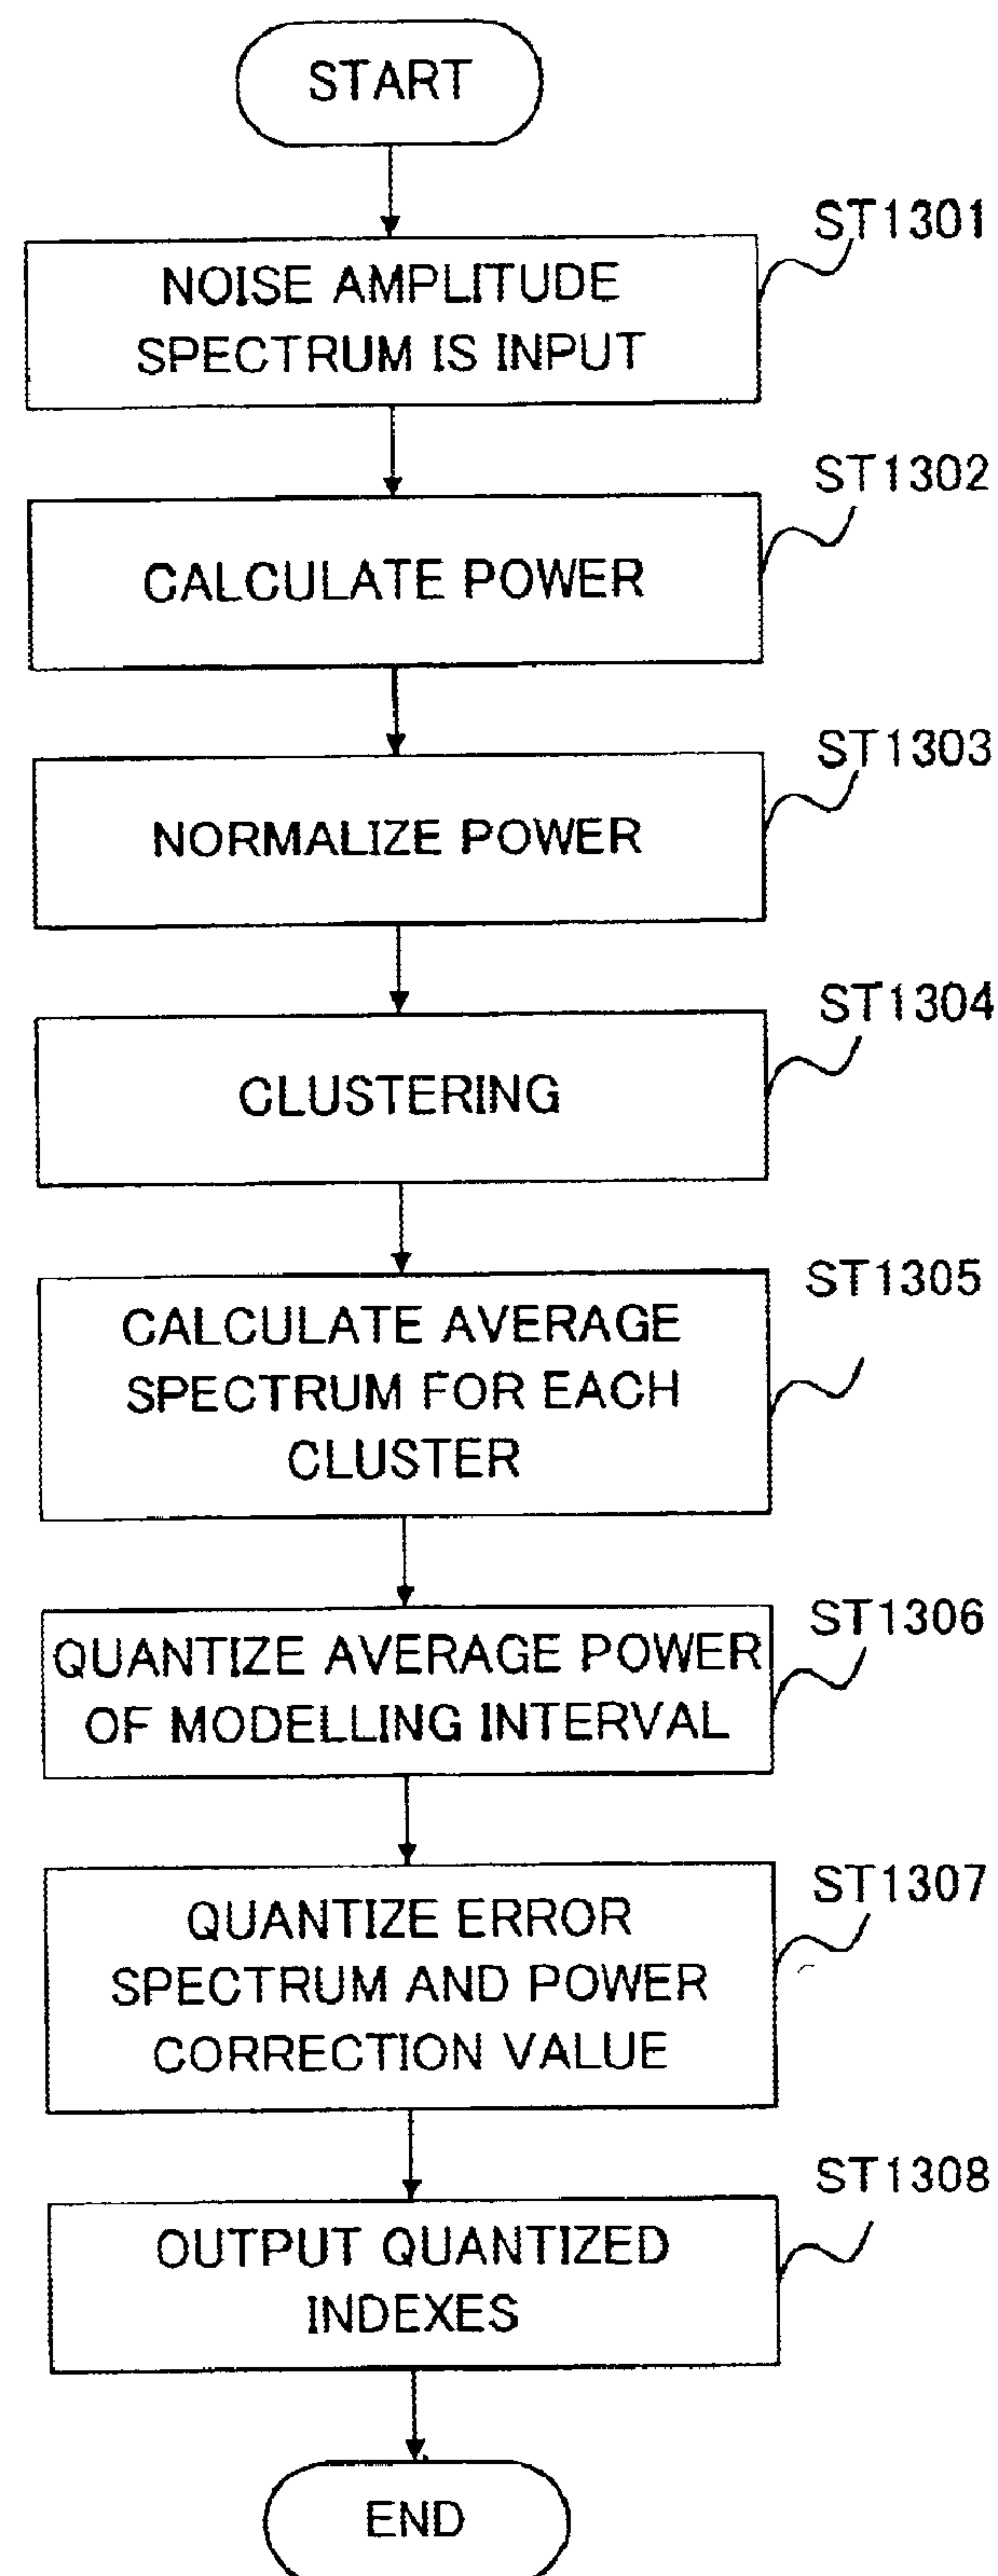 START
ST1301
NOISE AMPLITUDE
SPECTRUM IS INPUT
ST1302
CALCULATE POWER
ST1303
NORMALIZE POWER
ST1304
CLUSTERING
ST1305
CALCULATE AVERAGE
SPECTRUM FOR EACH
CLUSTER
ST1306
QUANTIZE AVERAGE POWER
OF MODELLING INTERVAL
ST1307
QUANTIZE ERROR
SPECTRUM AND POWER
CORRECTION VALUE
ST1308
OUTPUT QUANTIZED
INDEXES
END